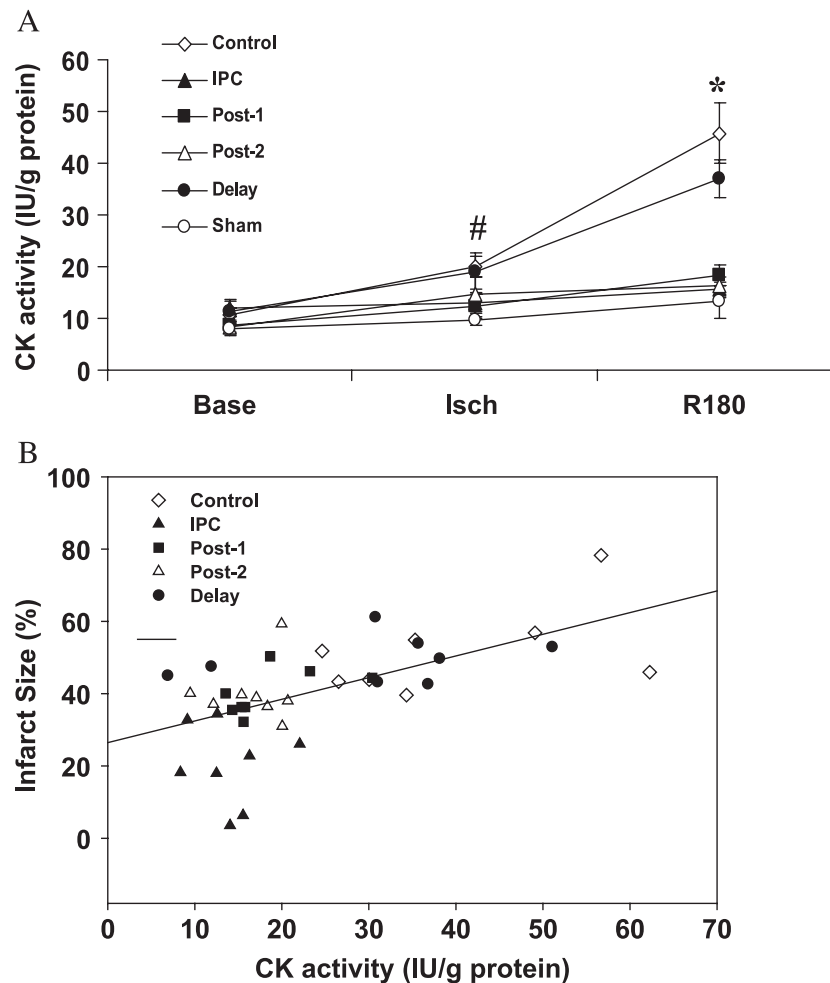 A
Control
IPC
Post-1
Post-2
Delay
Sham
60
50
40
30
20
10
0
CK activity (IU/g protein)
#
*
Base Isch R180
B
Control
IPC
Post-1
Post-2
Delay
100
80
60
40
20
0
Infarct Size (%)
0 10 20 30 40 50 60 70
CK activity (IU/g protein)